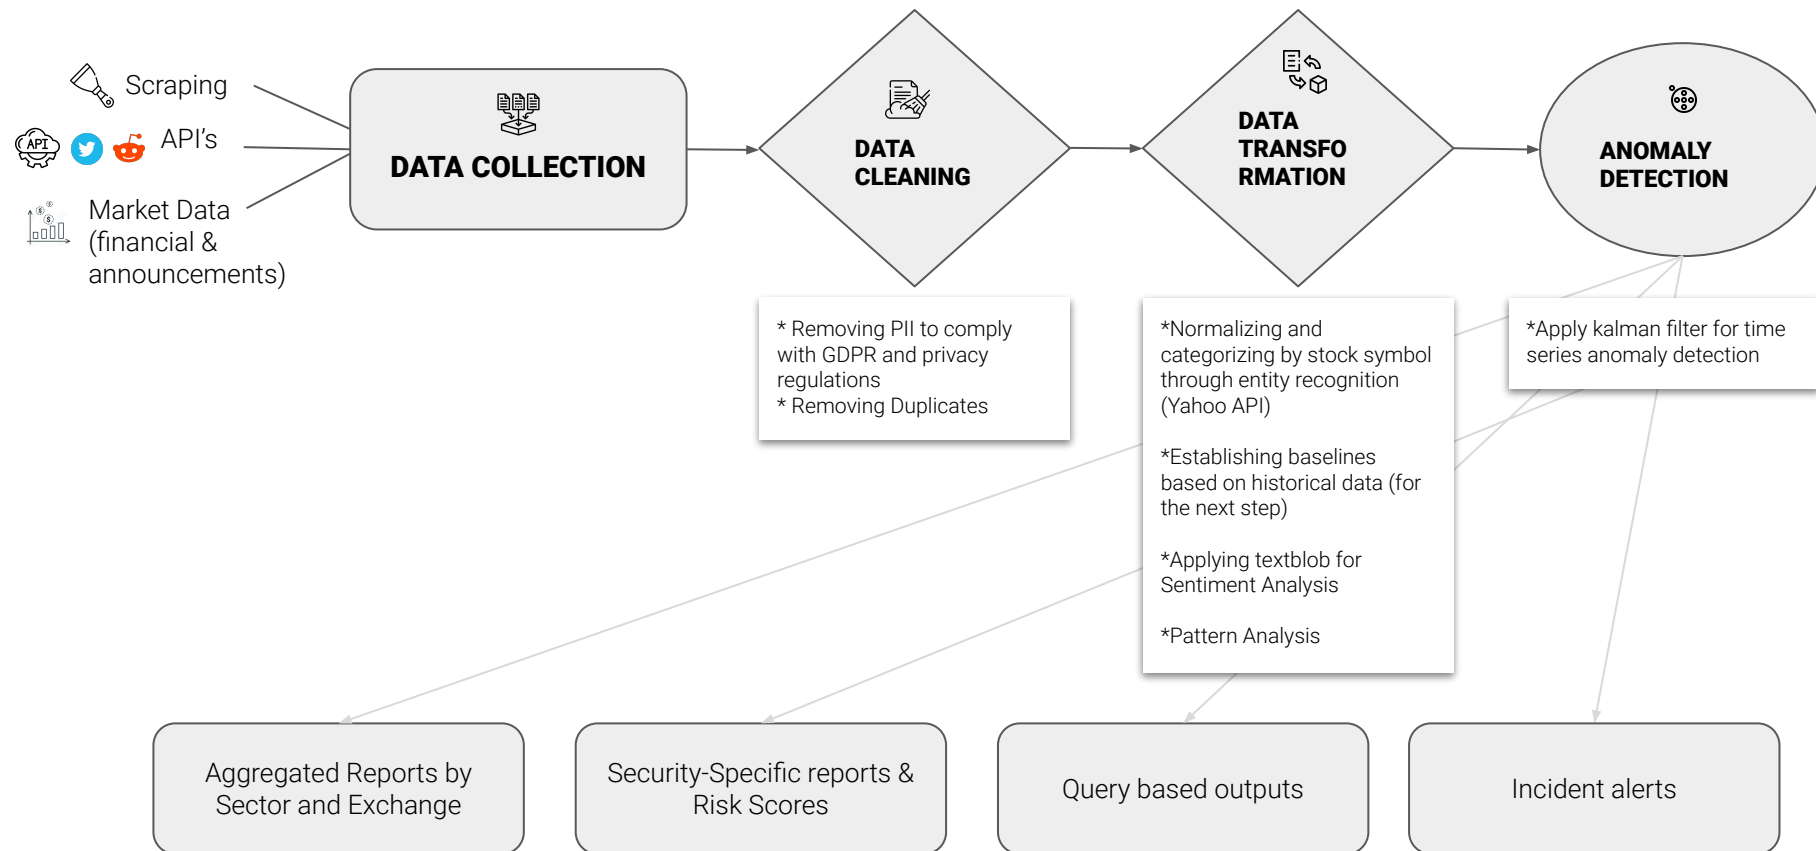 Scraping
API
API's
Market Data
(financial &
announcements)
DATA COLLECTION
DATA
CLEANING
DATA
TRANSFO
RMATION
ANOMALY
DETECTION
* Removing PII to comply
with GDPR and privacy
regulations
* Removing Duplicates
*Normalizing and
categorizing by stock symbol
through entity recognition
(Yahoo API)
*Establishing baselines
based on historical data (for
the next step)
*Applying textblob for
Sentiment Analysis
*Pattern Analysis
*Apply kalman filter for time
series anomaly detection
Aggregated Reports by
Sector and Exchange
Security-Specific reports &
Risk Scores
Query based outputs
Incident alerts